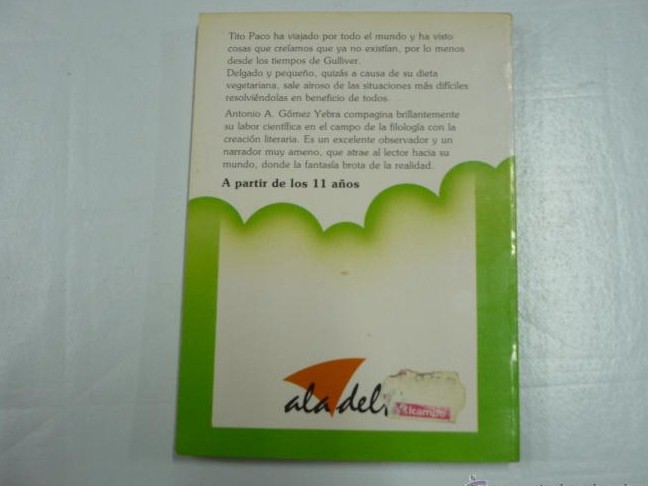 Tito Paco ha viajado por todo el mundo y ha visto
cosas que creíamos que ya no existían, por lo menos
desde los tiempos de Gulliver.
Delgado y pequeño, quizás a causa de su dieta
vegetariana, sale airoso de las situaciones más difíciles
resolviéndolas en beneficio de todos.
Antonio A. Gómez Yebra compagina brillantemente
su labor científica en el campo de la filología con la
creación literaria. Es un excelente observador y un
narrador muy ameno, que atrae al lector hacia su
mundo, donde la fantasía brota de la realidad.
A partir de los 11 años
ala del